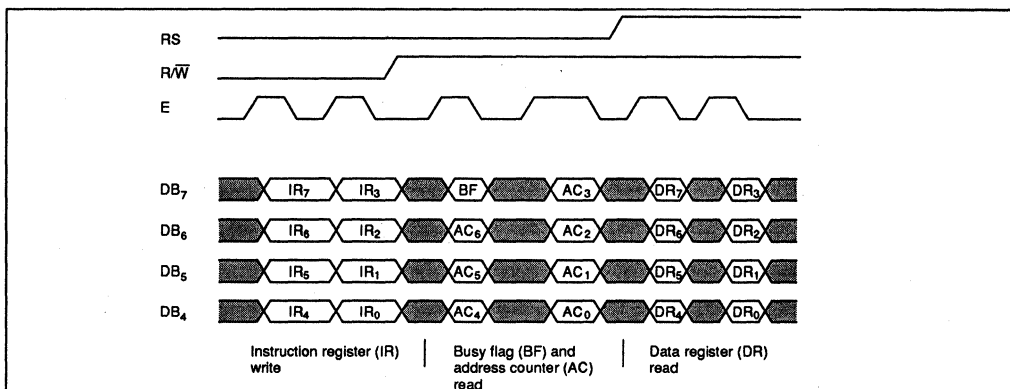 RS
R/W̅
E
DB₇ IR₇ IR₃ BF AC₃ DR₇ DR₃
DB₆ IR₆ IR₂ AC₆ AC₂ DR₆ DR₂
DB₅ IR₅ IR₁ AC₅ AC₁ DR₅ DR₁
DB₄ IR₄ IR₀ AC₄ AC₀ DR₄ DR₀
Instruction register (IR)
write
Busy flag (BF) and
address counter (AC)
read
Data register (DR)
read